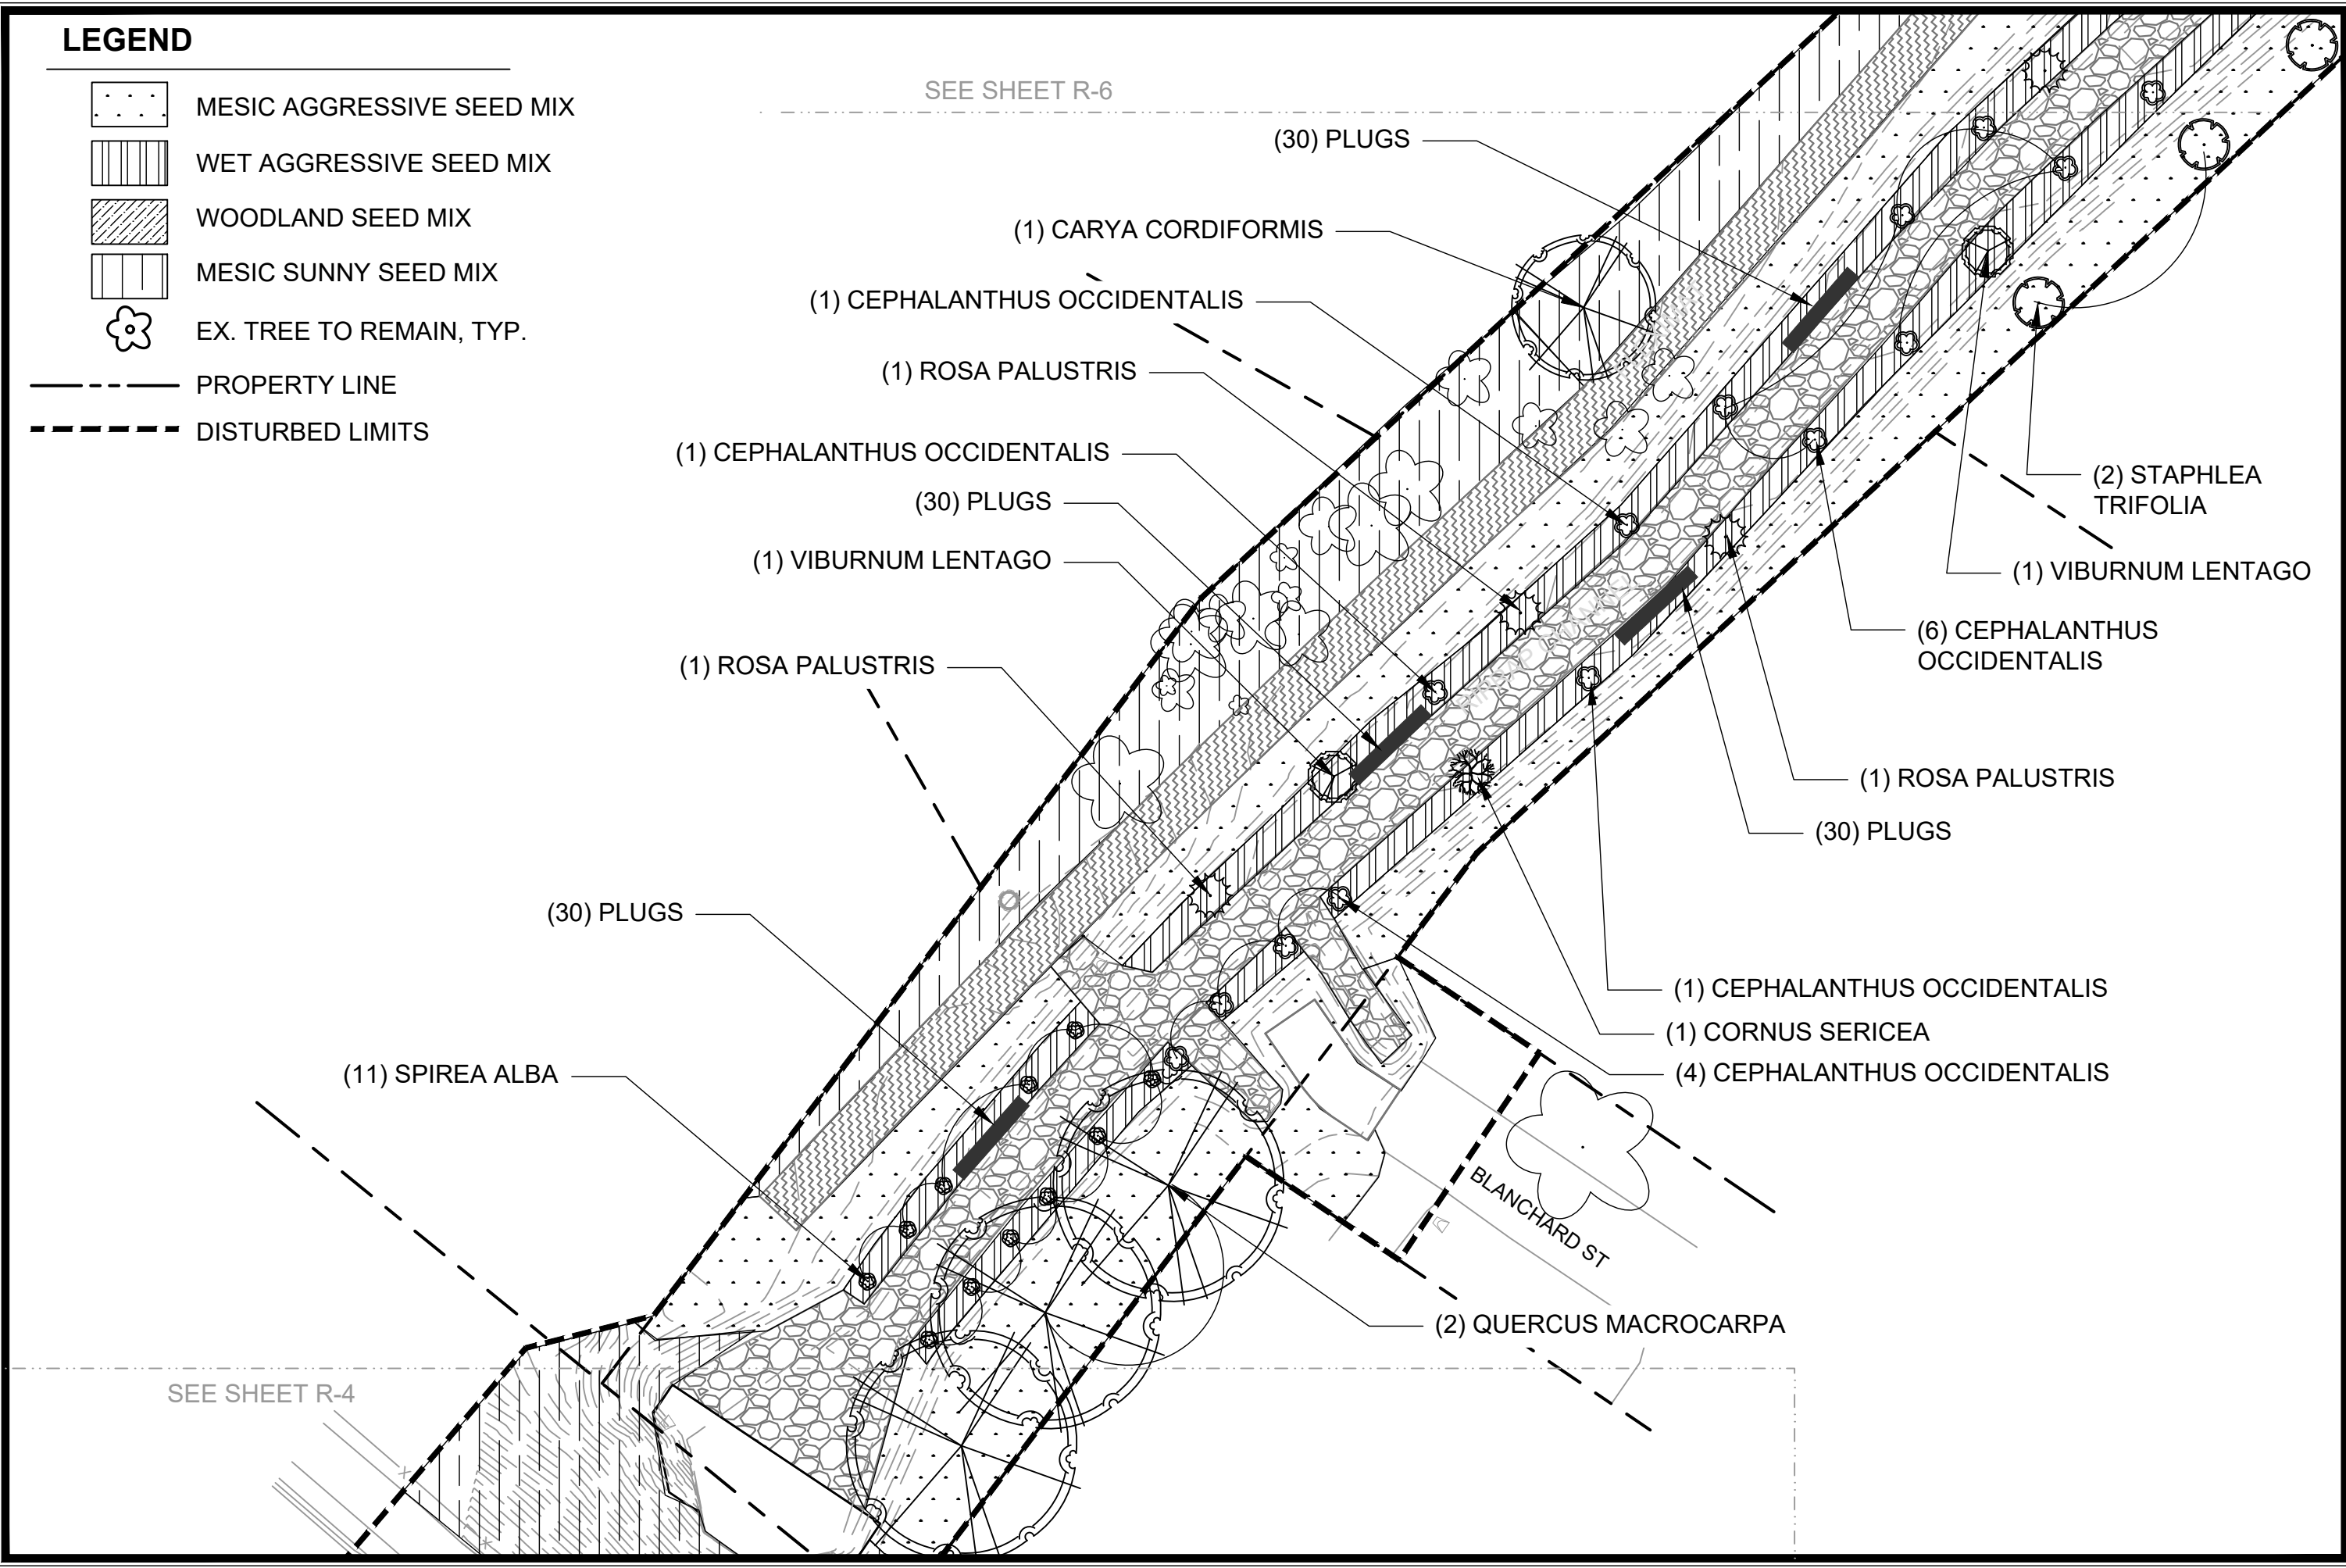 LEGEND
MESIC AGGRESSIVE SEED MIX
WET AGGRESSIVE SEED MIX
WOODLAND SEED MIX
MESIC SUNNY SEED MIX
EX. TREE TO REMAIN, TYP.
PROPERTY LINE
DISTURBED LIMITS
SEE SHEET R-6
(30) PLUGS
(1) CARYA CORDIFORMIS
(1) CEPHALANTHUS OCCIDENTALIS
(1) ROSA PALUSTRIS
(1) CEPHALANTHUS OCCIDENTALIS
(30) PLUGS
(1) VIBURNUM LENTAGO
(1) ROSA PALUSTRIS
(30) PLUGS
(11) SPIREA ALBA
SEE SHEET R-4
(2) STAPHLEA
TRIFOLIA
(1) VIBURNUM LENTAGO
(6) CEPHALANTHUS
OCCIDENTALIS
(1) ROSA PALUSTRIS
(30) PLUGS
(1) CEPHALANTHUS OCCIDENTALIS
(1) CORNUS SERICEA
(4) CEPHALANTHUS OCCIDENTALIS
BLANCHARD ST
(2) QUERCUS MACROCARPA